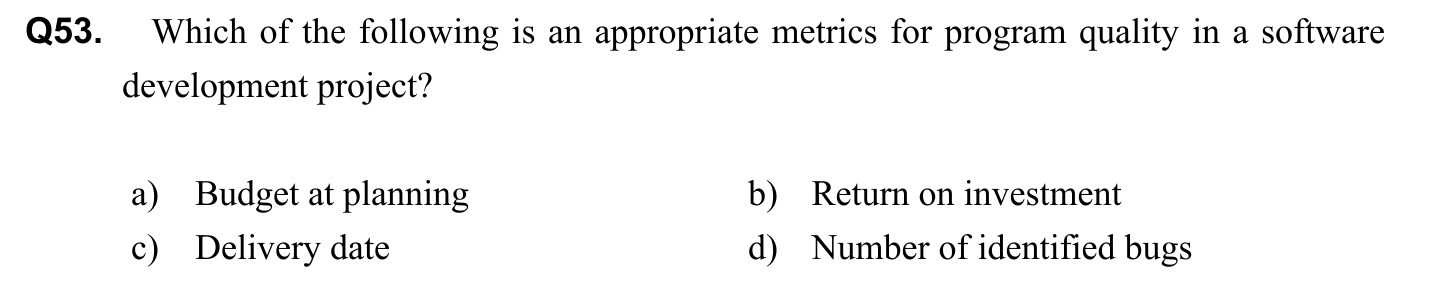 Q53. Which of the following is an appropriate metrics for program quality in a software
development project?
a) Budget at planning b) Return on investment
c) Delivery date d) Number of identified bugs